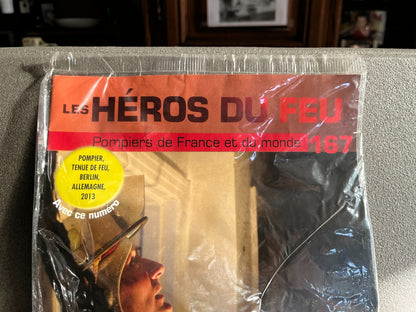 LES HÉROS DU FEU
Pompiers de France et du monde 167
POMPIER,
TENUE DE FEU,
BERLIN,
ALLEMAGNE,
2013
Avec ce numéro